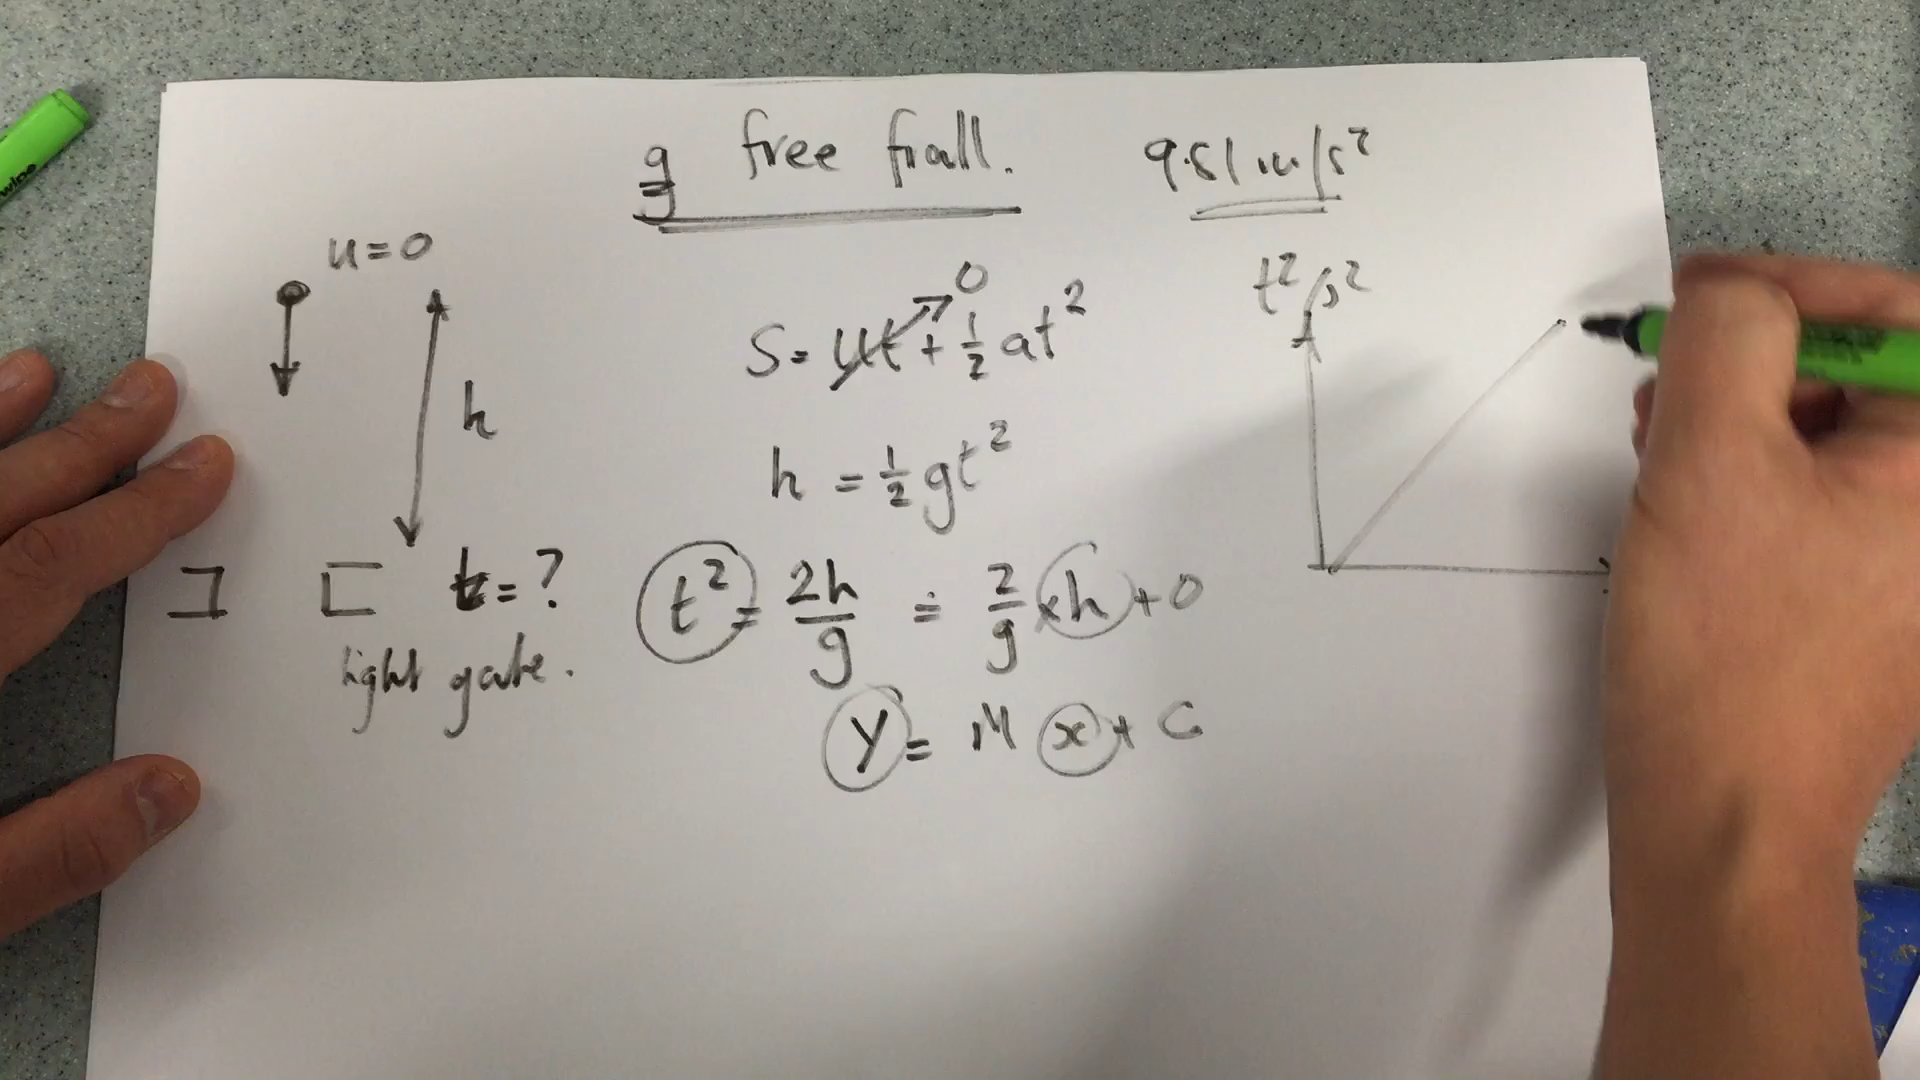 g free fall. 9.81 m/s²
u = 0
h
t = ?
light gate.
S = ut + ½at²
0
h = ½gt²
t² = 2h/g = 2/g × h + 0
y = M x + C
t²/s²